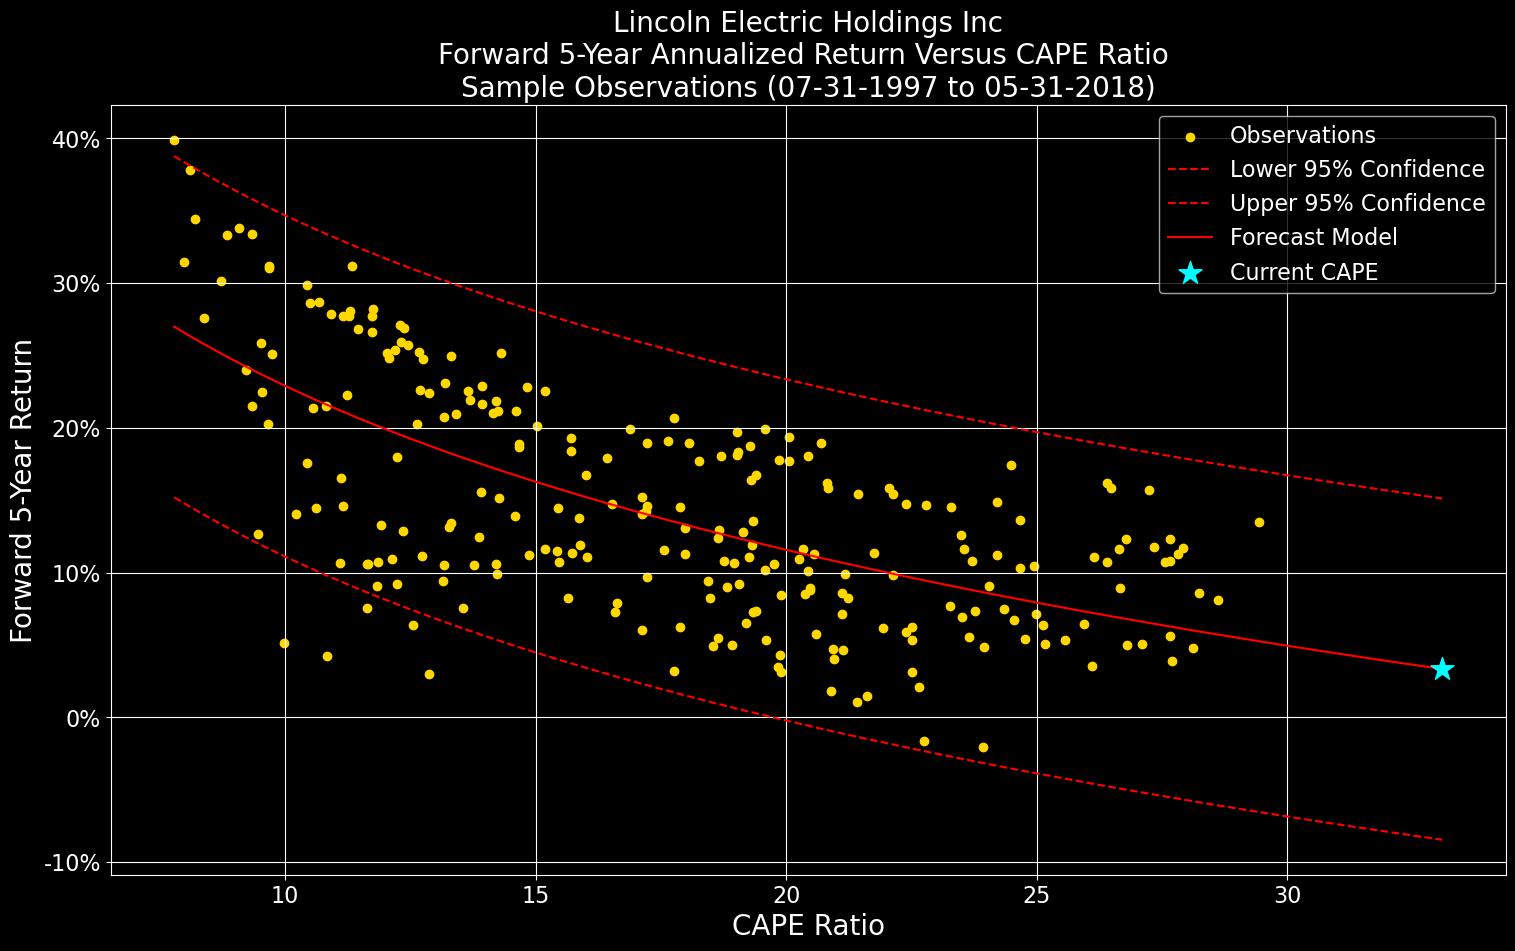 Lincoln Electric Holdings Inc
Forward 5-Year Annualized Return Versus CAPE Ratio
Sample Observations (07-31-1997 to 05-31-2018)
Observations
Lower 95% Confidence
Upper 95% Confidence
Forecast Model
Current CAPE
Forward 5-Year Return
40%
30%
20%
10%
0%
-10%
10
15
20
25
30
CAPE Ratio